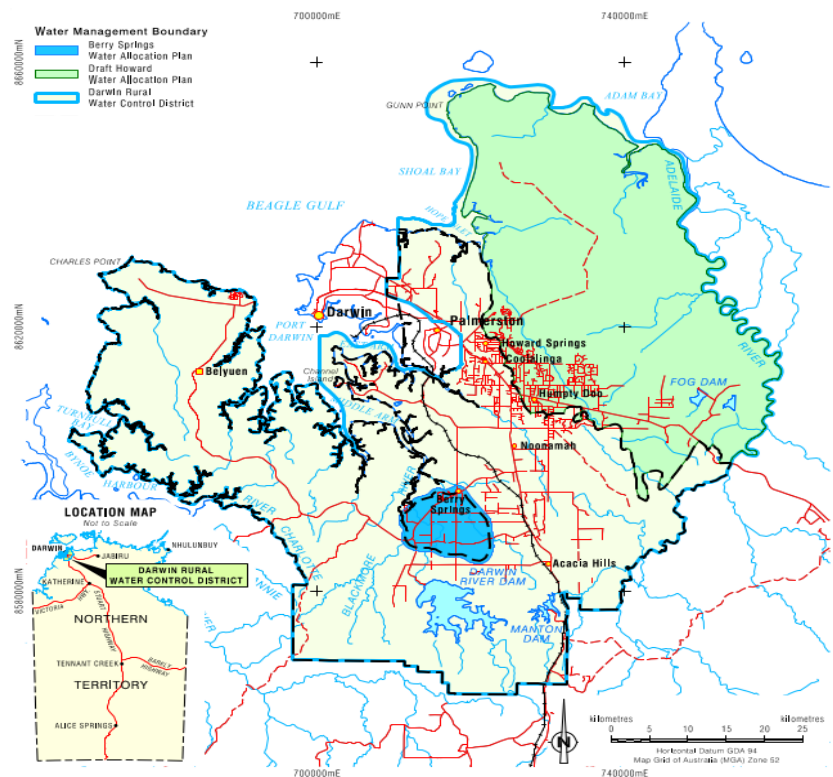 700000mE
740000mE
Water Management Boundary
Berry Springs
Water Allocation Plan
Draft Howard
Water Allocation Plan
Darwin Rural
Water Control District
8660000mN
GUNN POINT
ADAM BAY
SHOAL BAY
ADELAIDE
BEAGLE GULF
HOPE INLET
CHARLES POINT
Darwin
8620000mN
Palmerston
PORT
DARWIN
Howard Springs
Coolalinga
RIVER
Channel
Island
Belyuen
FOG DAM
Humpty Doo
MIDDLE ARM
TURNBULL
BAY
Noonamah
BYNOE
HARBOUR
RIVER
Berry
Springs
LOCATION MAP
Not to Scale
RIVER
CHARLOTTE
DARWIN
RIVER DAM
Acacia Hills
BLACKMORE
MANTON
DAM
DARWIN
NHULUNBUY
JABIRU
DARWIN RURAL
WATER CONTROL DISTRICT
KATHERINE
8580000mN
VICTORIA
HWY
STUART
HIGHWAY
NORTHERN
TENNANT CREEK
BARKLY
HIGHWAY
TERRITORY
ALICE SPRINGS
RIVER
N
kilometres
kilometres
0 5 10 15 20 25
Horizontal Datum GDA 94
Map Grid of Australia (MGA) Zone 52
700000mE
740000mE